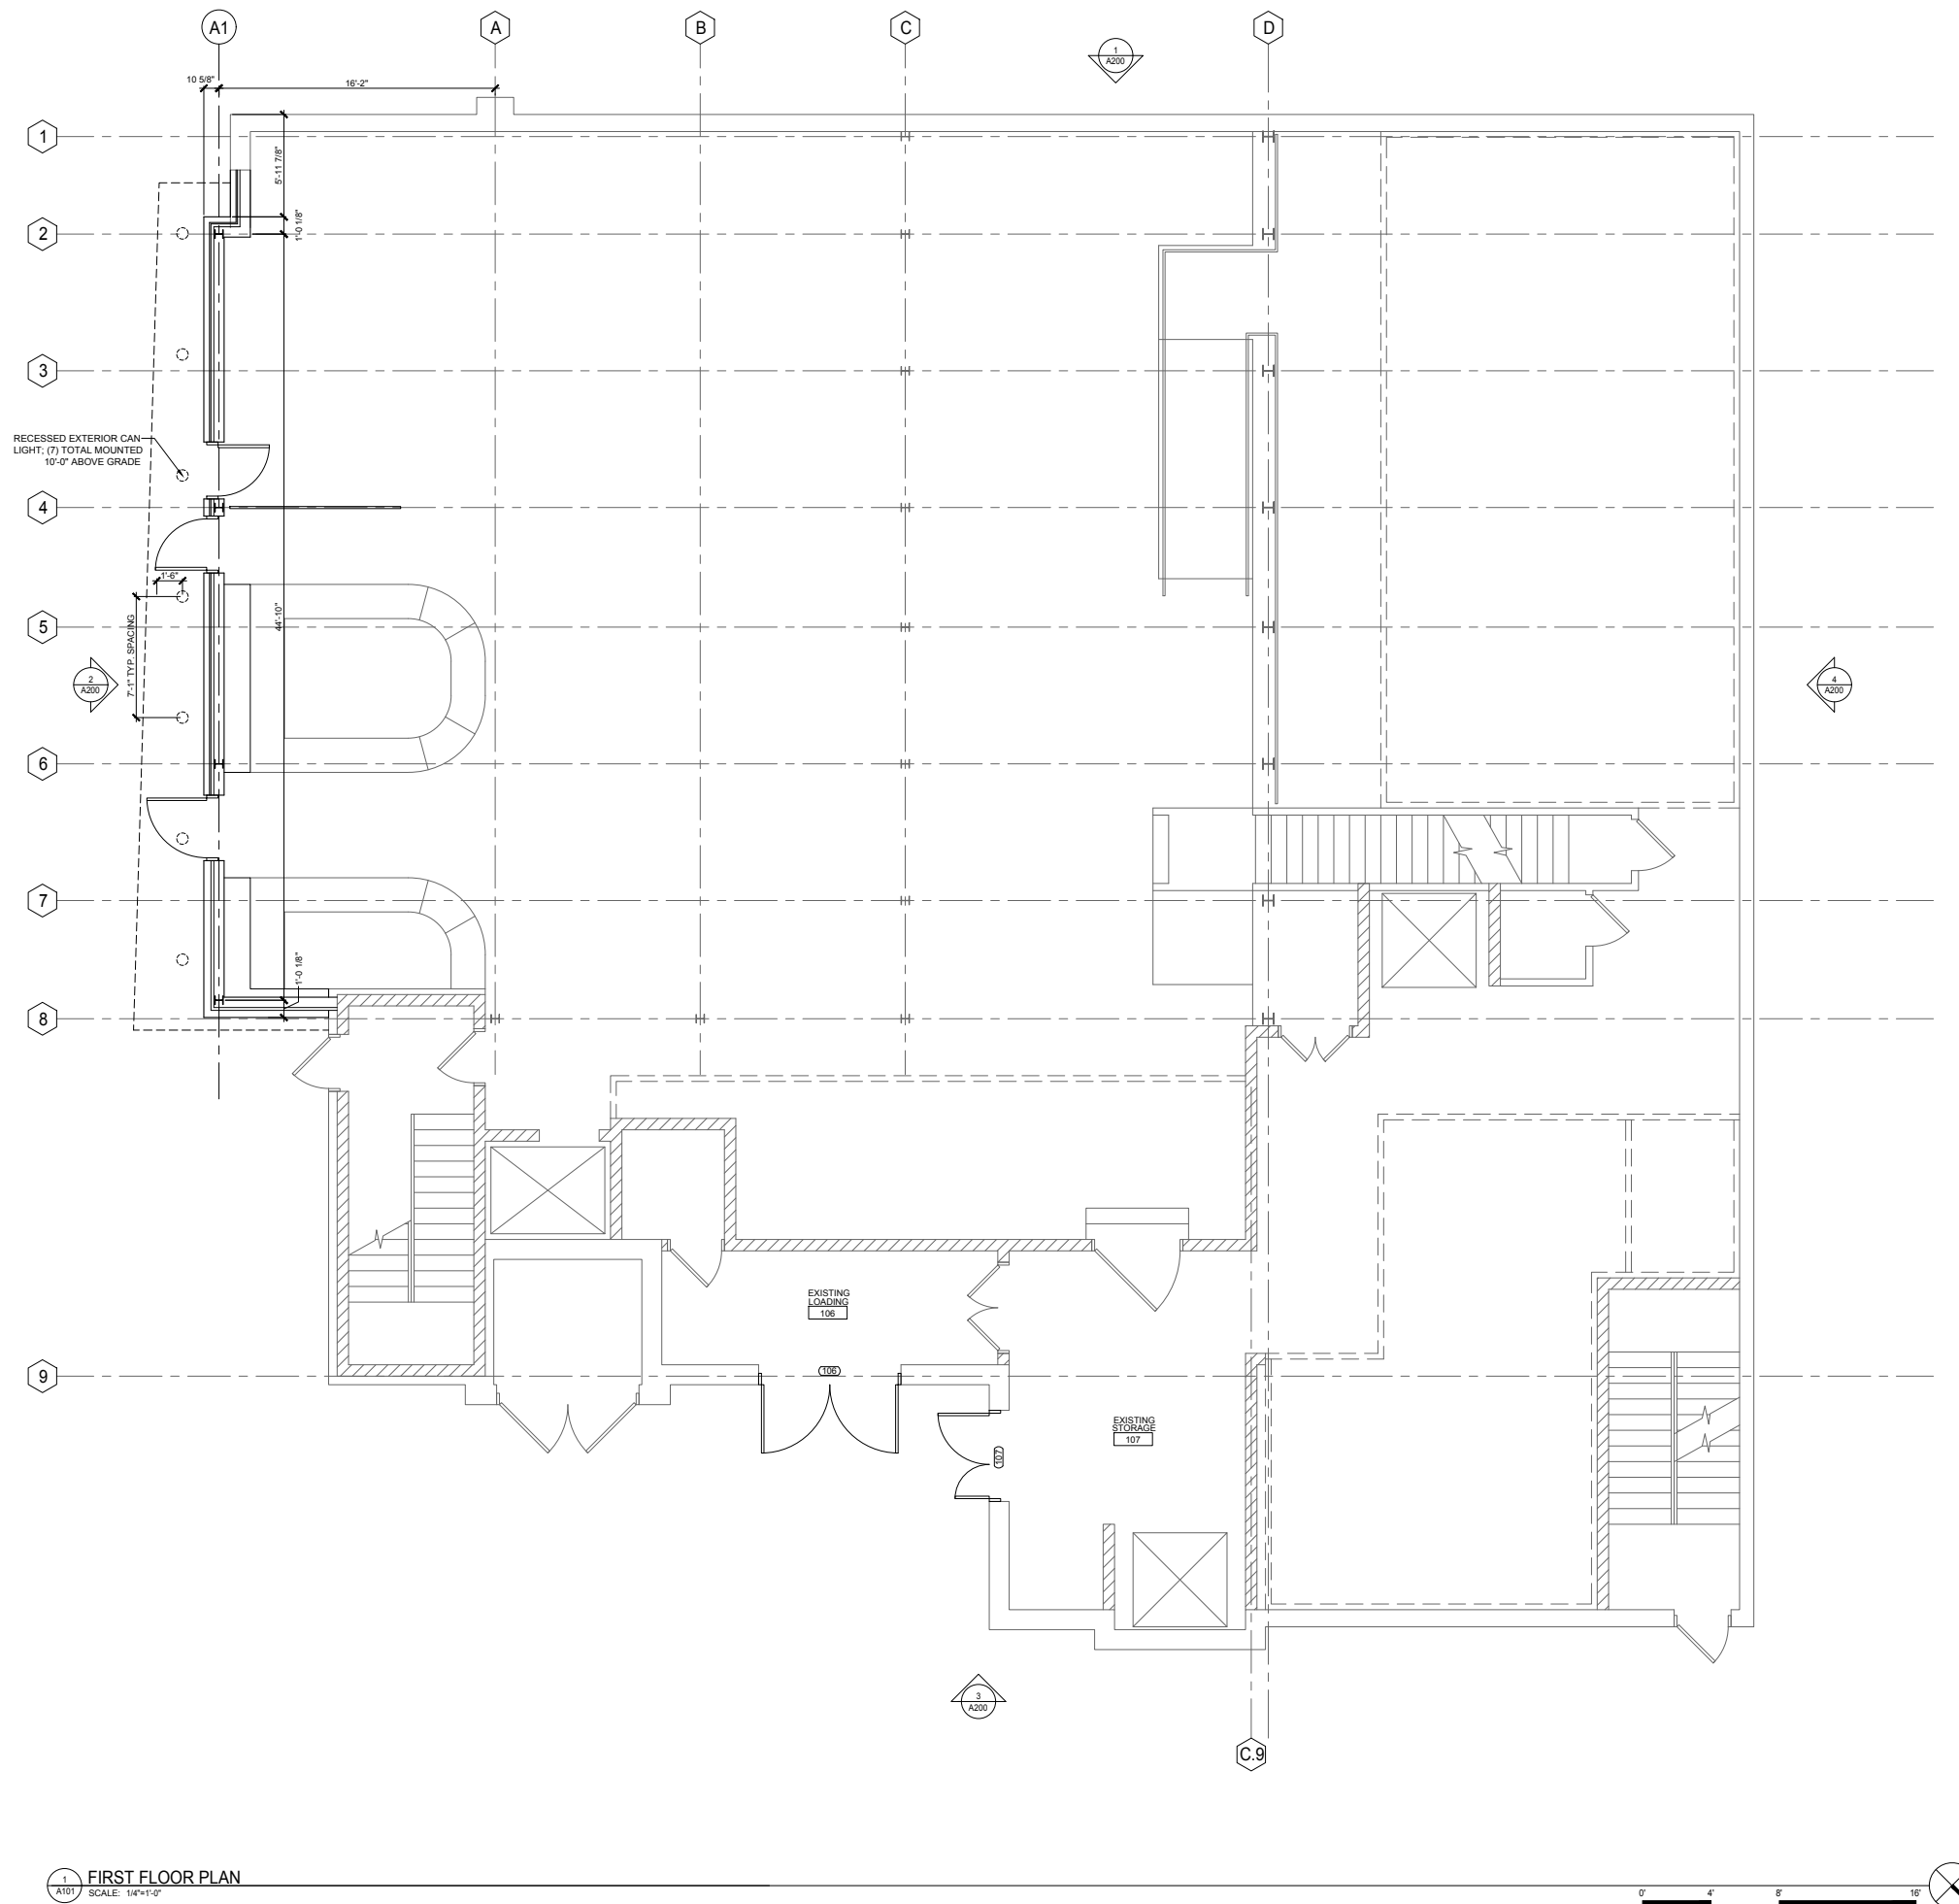 A1
A
B
C
D
1
A200
10 5/8"
16'-2"
1
5'-11 7/8"
1'-0 1/8"
2
3
RECESSED EXTERIOR CAN
LIGHT; (7) TOTAL MOUNTED
10'-0" ABOVE GRADE
4
1'-6"
7'-1" TYP. SPACING
44'-10"
5
2
A200
4
A200
6
7
1'-0 1/8"
8
EXISTING
LOADING
106
106
9
EXISTING
STORAGE
107
107
3
A200
C.9
1
A101
FIRST FLOOR PLAN
SCALE: 1/4"=1'-0"
0'
4'
8'
16'